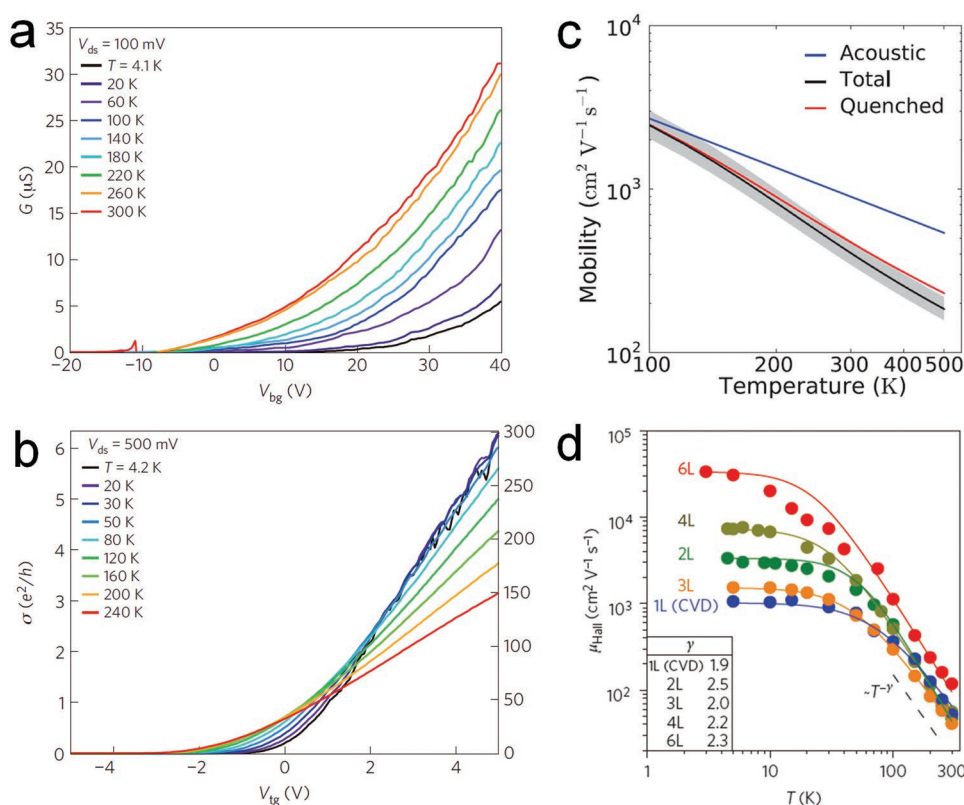 a
V_ds = 100 mV
T = 4.1 K
20 K
60 K
100 K
140 K
180 K
220 K
260 K
300 K
35
30
25
20
15
10
5
0
G (μS)
−20
−10
0
10
20
30
40
V_bg (V)
b
V_ds = 500 mV
T = 4.2 K
20 K
30 K
50 K
80 K
120 K
160 K
200 K
240 K
6
5
4
3
2
1
0
σ (e²/h)
300
250
200
150
100
50
0
−4
−2
0
2
4
V_tg (V)
c
Acoustic
Total
Quenched
10⁴
10³
10²
Mobility (cm² V⁻¹ s⁻¹)
100
200
300
400
500
Temperature (K)
d
10⁵
10⁴
10³
10²
μ_Hall (cm² V⁻¹ s⁻¹)
6L
4L
2L
3L
1L (CVD)
γ
1L (CVD) 1.9
2L 2.5
3L 2.0
4L 2.2
6L 2.3
~T^−γ
1
10
100
300
T (K)